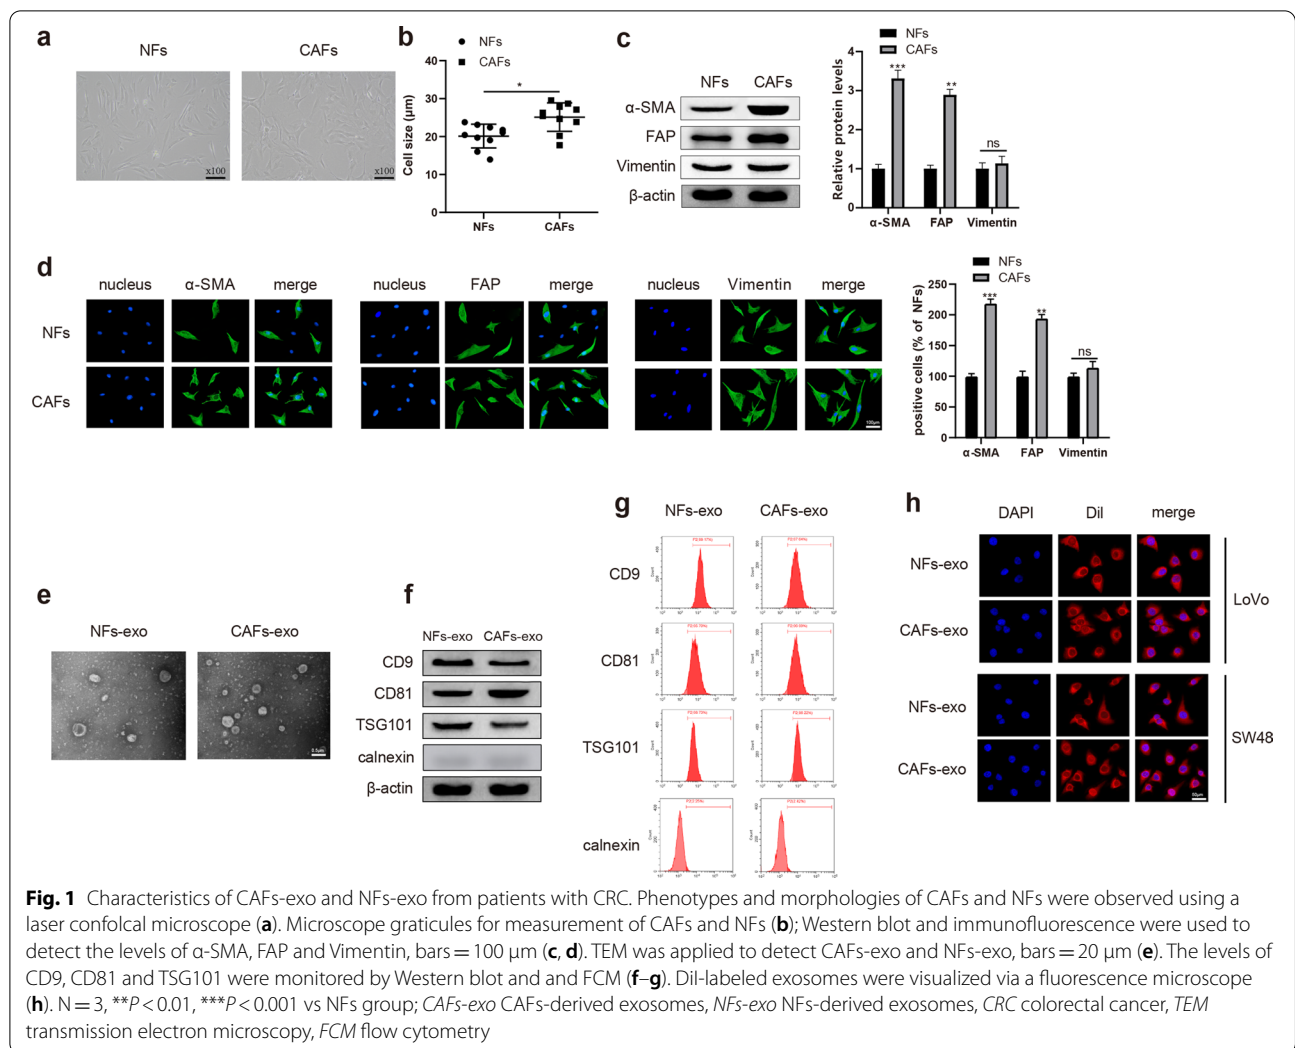 a
NFs CAFs
x100 x100
b
NFs
CAFs
Cell size (μm)
40
30
20
10
0
*
NFs CAFs
c
NFs CAFs
α-SMA
FAP
Vimentin
β-actin
NFs
CAFs
Relative protein levels
6
4
2
0
*** ** ns
α-SMA FAP Vimentin
d
nucleus α-SMA merge nucleus FAP merge nucleus Vimentin merge
NFs
CAFs
100μm
NFs
CAFs
positive cells (% of NFs)
250
200
150
100
50
0
*** ** ns
α-SMA FAP Vimentin
e
NFs-exo CAFs-exo
0.5μm
f
NFs-exo CAFs-exo
CD9
CD81
TSG101
calnexin
β-actin
g
NFs-exo CAFs-exo
CD9
CD81
TSG101
calnexin
h
DAPI Dil merge
NFs-exo
CAFs-exo
LoVo
NFs-exo
CAFs-exo
SW48
50μm
Fig. 1 Characteristics of CAFs-exo and NFs-exo from patients with CRC. Phenotypes and morphologies of CAFs and NFs were observed using a
laser confolcal microscope (a). Microscope graticules for measurement of CAFs and NFs (b); Western blot and immunofluorescence were used to
detect the levels of α-SMA, FAP and Vimentin, bars = 100 μm (c, d). TEM was applied to detect CAFs-exo and NFs-exo, bars = 20 μm (e). The levels of
CD9, CD81 and TSG101 were monitored by Western blot and and FCM (f–g). DiI-labeled exosomes were visualized via a fluorescence microscope
(h). N = 3, **P < 0.01, ***P < 0.001 vs NFs group; CAFs-exo CAFs-derived exosomes, NFs-exo NFs-derived exosomes, CRC colorectal cancer, TEM
transmission electron microscopy, FCM flow cytometry